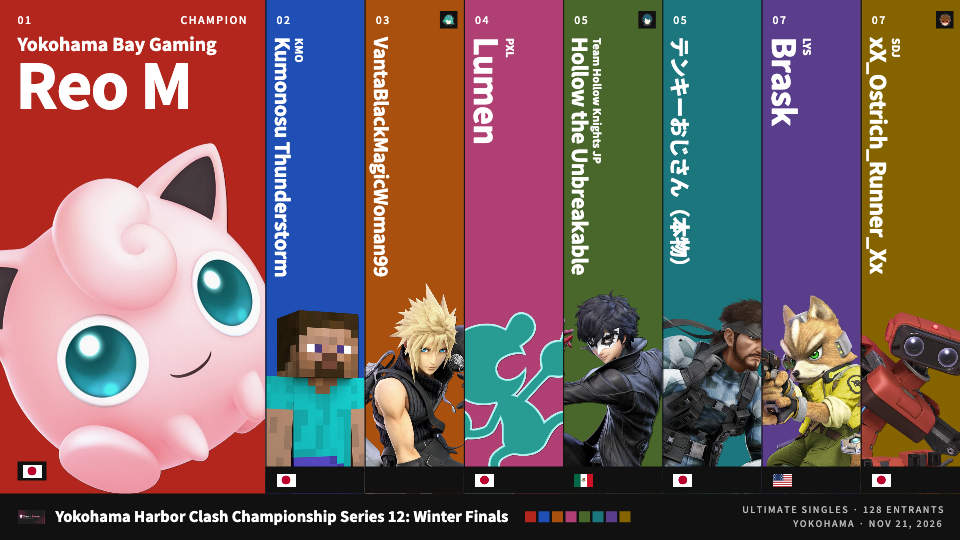 01
CHAMPION
Yokohama Bay Gaming
Reo M
02
KMO
Kumonosu Thunderstorm
03
VantaBlackMagicWoman99
04
PXL
Lumen
05
Team Hollow Knights JP
Hollow the Unbreakable
05
テンキーおじさん（本物）
07
LYS
Brask
07
SDJ
xX_Ostrich_Runner_Xx
Yokohama Harbor Clash Championship Series 12: Winter Finals
ULTIMATE SINGLES · 128 ENTRANTS
YOKOHAMA · NOV 21, 2026